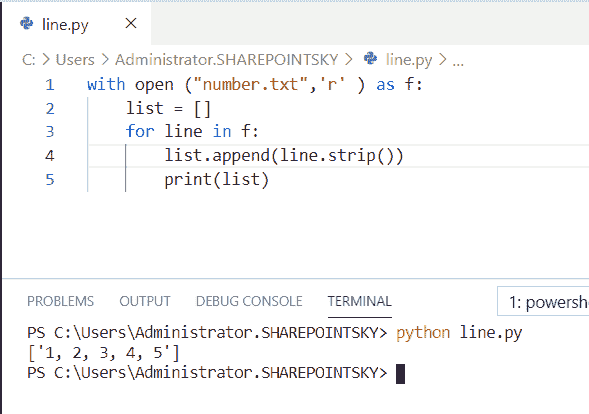 line.py
C: > Users > Administrator.SHAREPOINTSKY > line.py > ...
1 with open ("number.txt",'r' ) as f:
2 list = []
3 for line in f:
4 list.append(line.strip())
5 print(list)
PROBLEMS OUTPUT DEBUG CONSOLE TERMINAL 1: powersh
PS C:\Users\Administrator.SHAREPOINTSKY> python line.py
['1, 2, 3, 4, 5']
PS C:\Users\Administrator.SHAREPOINTSKY>